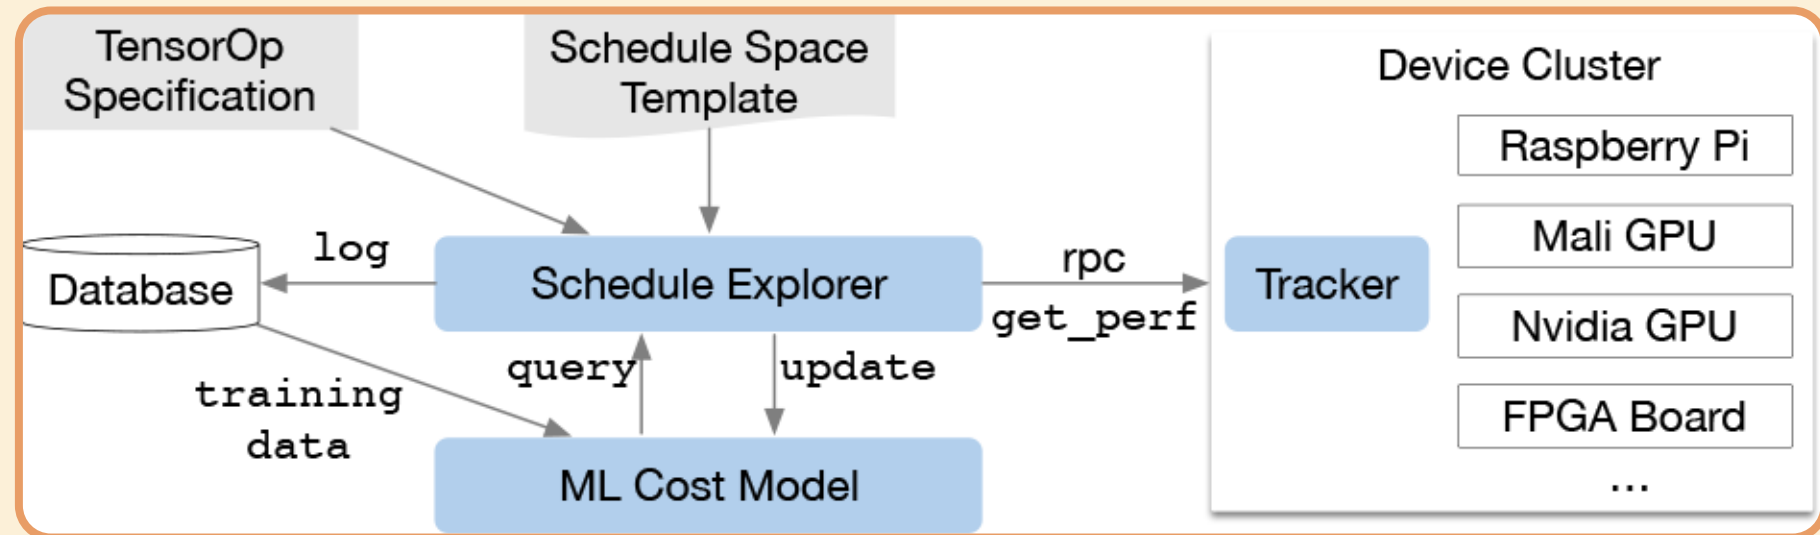 TensorOp
Specification
Schedule Space
Template
Device Cluster
Raspberry Pi
Mali GPU
Nvidia GPU
FPGA Board
...
Tracker
Database
log
Schedule Explorer
rpc
get_perf
query
update
training
data
ML Cost Model